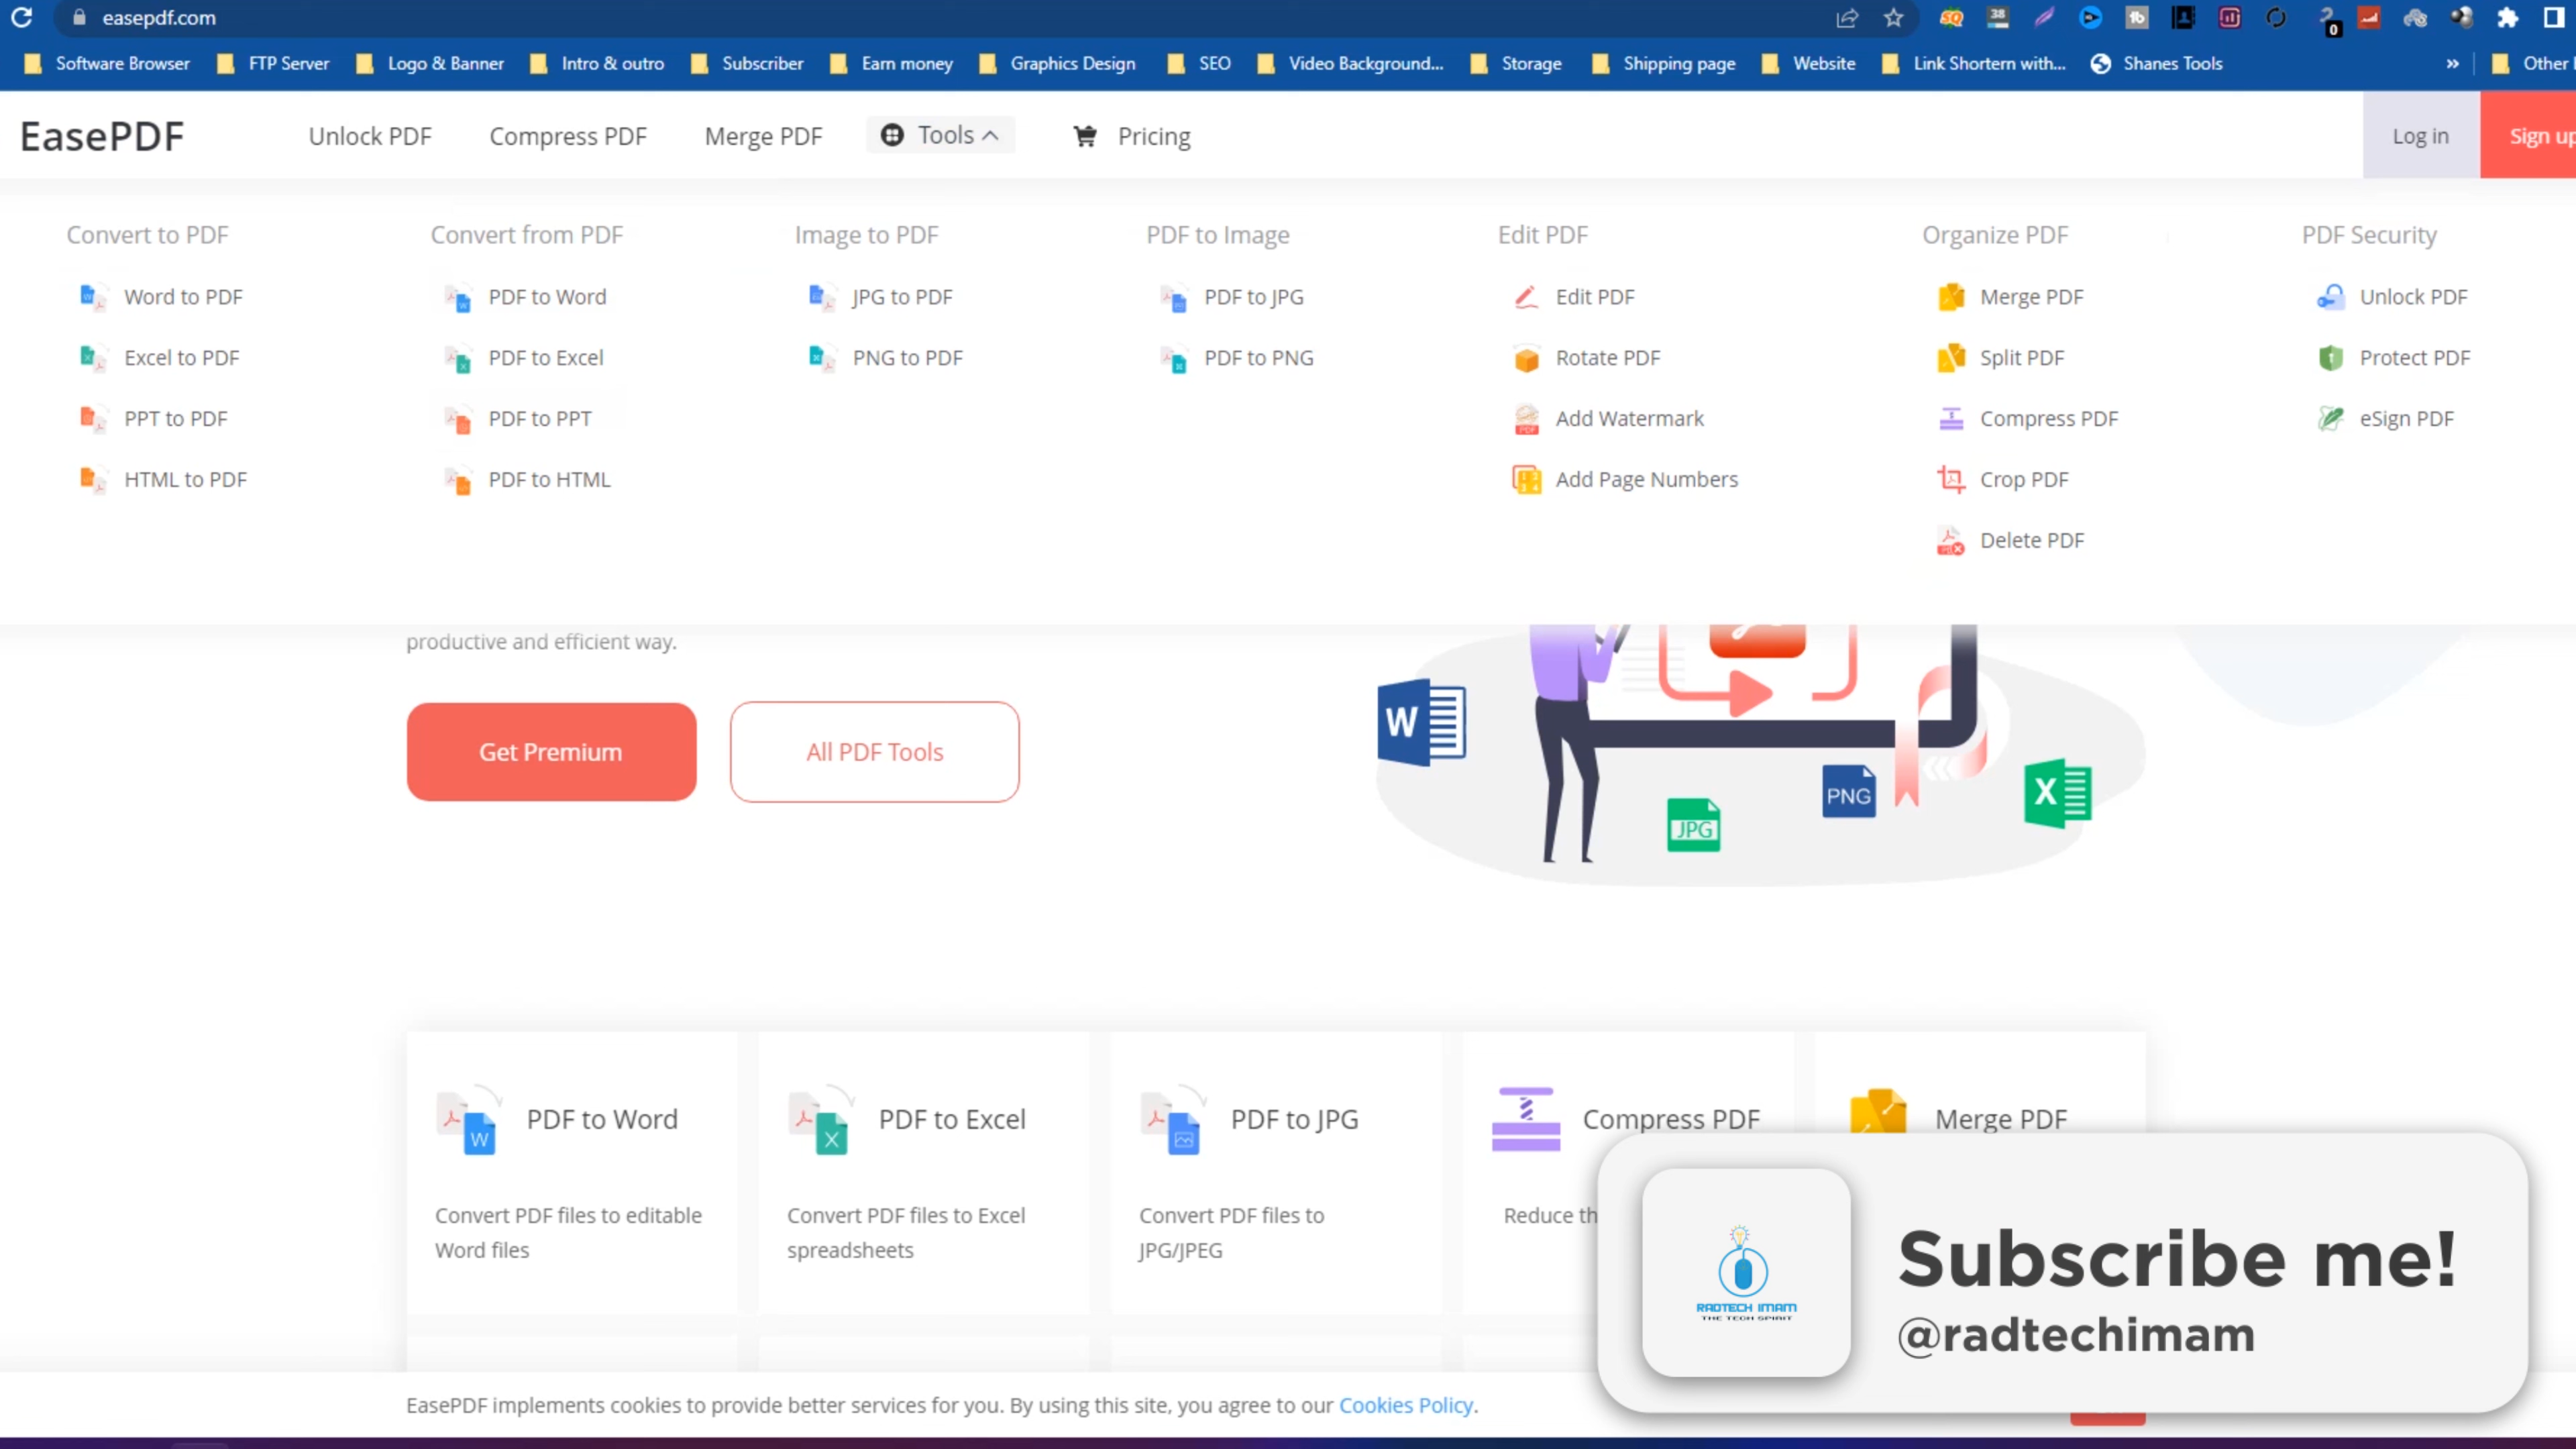 easepdf.com
38
0
Software Browser FTP Server Logo & Banner Intro & outro Subscriber Earn money Graphics Design SEO Video Background... Storage Shipping page Website Link Shortern with... Shanes Tools » Other
EasePDF Unlock PDF Compress PDF Merge PDF Tools Pricing Log in Sign up
Convert to PDF Convert from PDF Image to PDF PDF to Image Edit PDF Organize PDF PDF Security
Word to PDF PDF to Word JPG to PDF PDF to JPG Edit PDF Merge PDF Unlock PDF
Excel to PDF PDF to Excel PNG to PDF PDF to PNG Rotate PDF Split PDF Protect PDF
PPT to PDF PDF to PPT Add Watermark Compress PDF eSign PDF
HTML to PDF PDF to HTML Add Page Numbers Crop PDF
Delete PDF
productive and efficient way.
Get Premium All PDF Tools
W
PNG
X
JPG
PDF to Word PDF to Excel PDF to JPG Compress PDF Merge PDF
W X
Convert PDF files to editable
Word files
Convert PDF files to Excel
spreadsheets
Convert PDF files to
JPG/JPEG
Reduce th
RADTECH IMAM
THE TECH SPIRIT
Subscribe me!
@radtechimam
EasePDF implements cookies to provide better services for you. By using this site, you agree to our Cookies Policy.